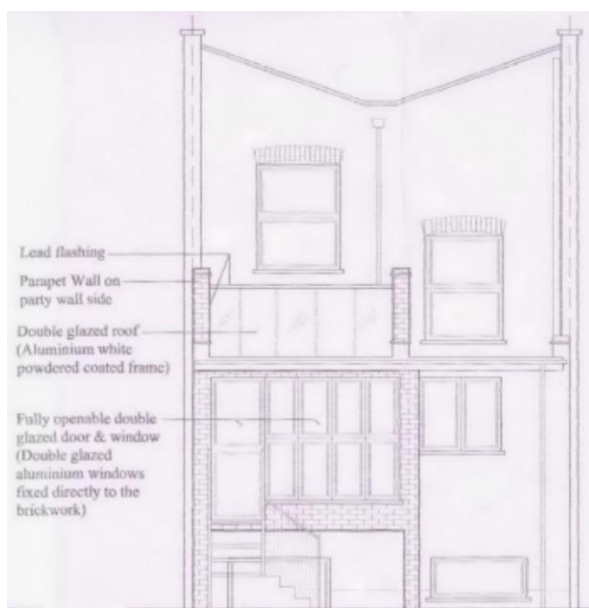 Lead flashing
Parapet Wall on
party wall side
Double glazed roof
(Aluminium white
powdered coated frame)
Fully openable double
glazed door & window
(Double glazed
aluminium windows
fixed directly to the
brickwork)